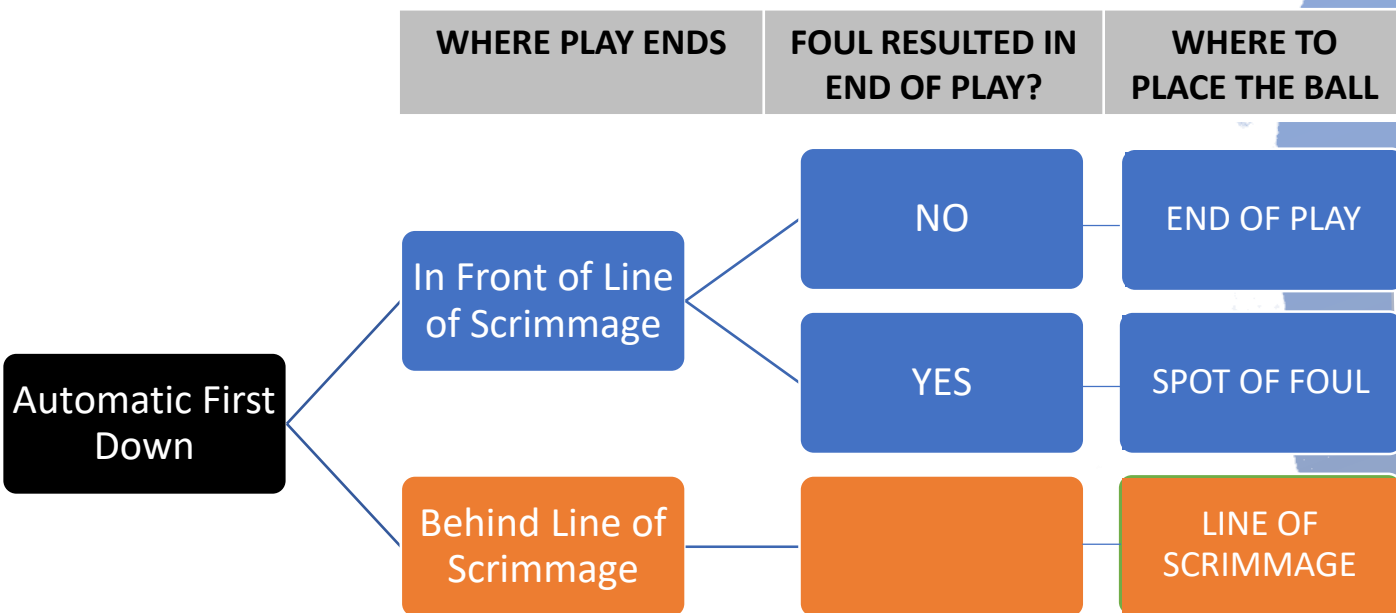 WHERE PLAY ENDS
FOUL RESULTED IN
END OF PLAY?
WHERE TO
PLACE THE BALL
NO
END OF PLAY
In Front of Line
of Scrimmage
YES
SPOT OF FOUL
Automatic First
Down
Behind Line of
Scrimmage
LINE OF
SCRIMMAGE